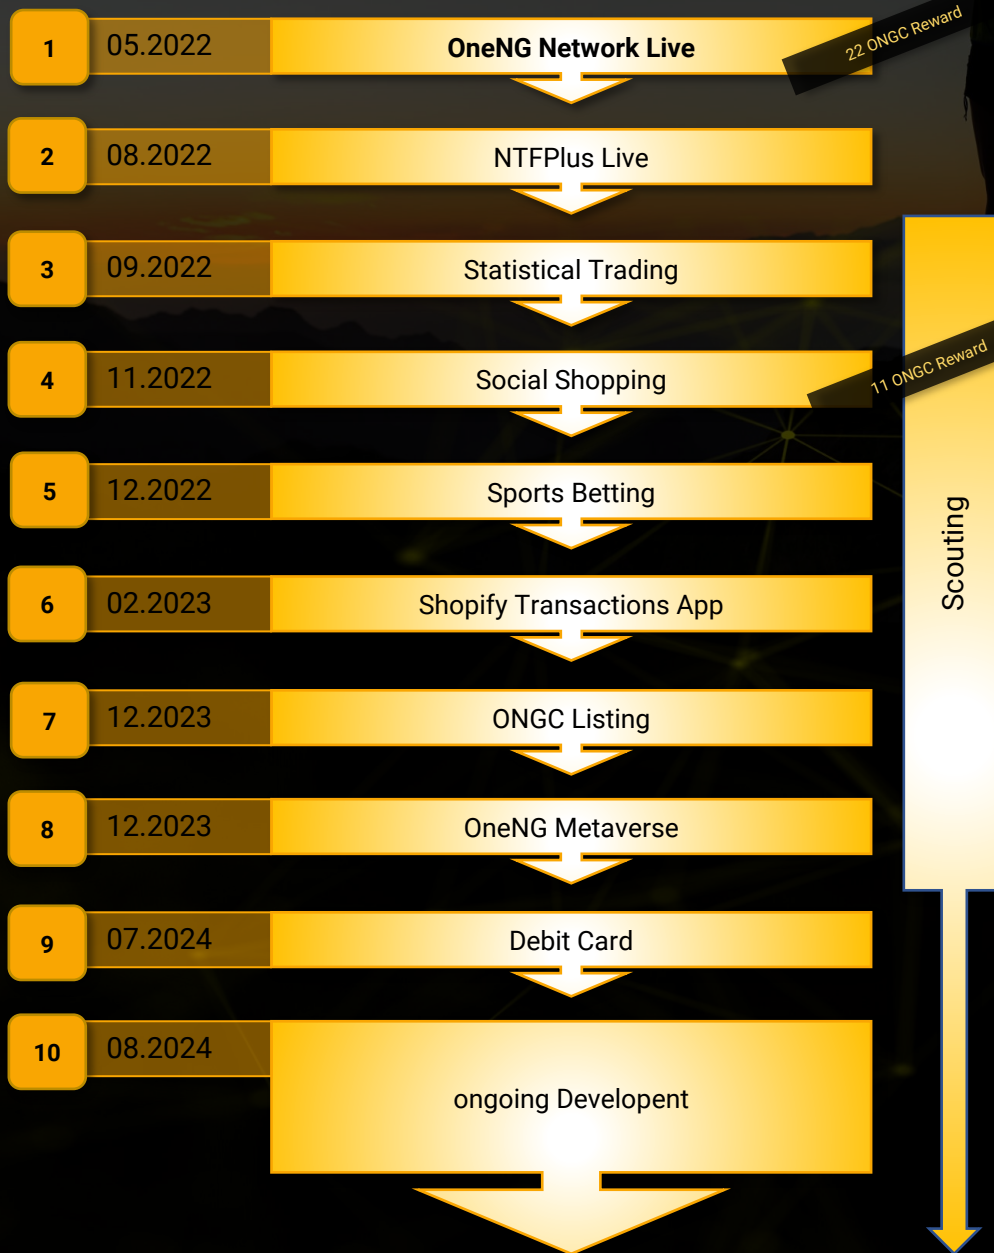 1
05.2022
OneNG Network Live
22 ONGC Reward
2
08.2022
NTFPlus Live
3
09.2022
Statistical Trading
4
11.2022
Social Shopping
11 ONGC Reward
5
12.2022
Sports Betting
Scouting
6
02.2023
Shopify Transactions App
7
12.2023
ONGC Listing
8
12.2023
OneNG Metaverse
9
07.2024
Debit Card
10
08.2024
ongoing Developent